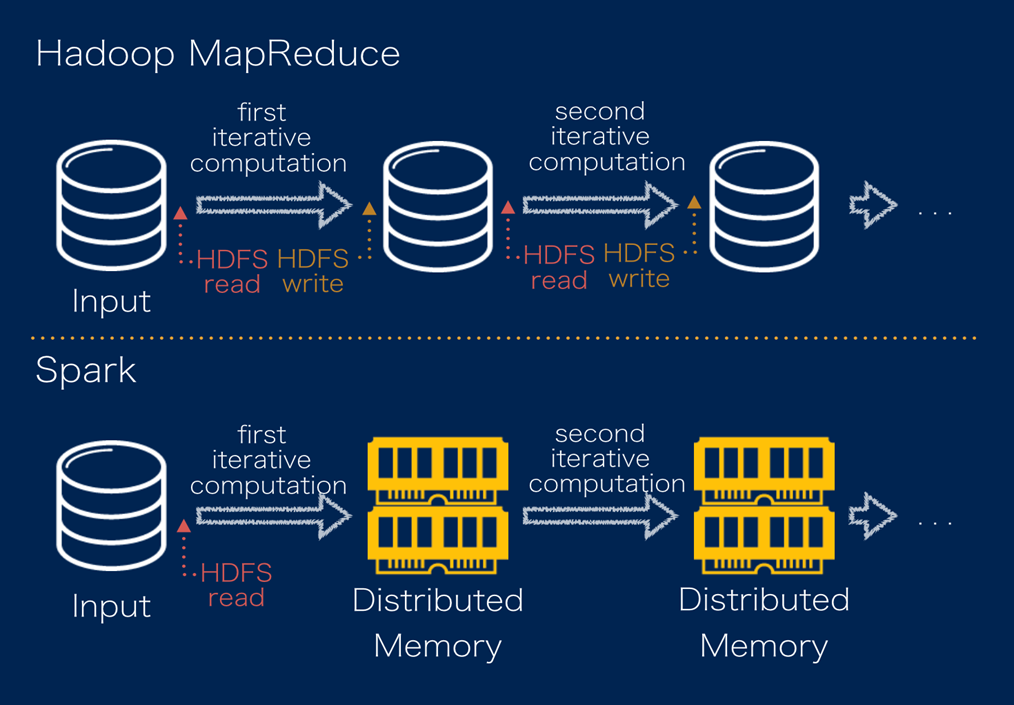 Hadoop MapReduce
first
iterative
computation
second
iterative
computation
. . .
HDFS
read
HDFS
write
HDFS
read
HDFS
write
Input
Spark
first
iterative
computation
second
iterative
computation
. . .
HDFS
read
Input
Distributed
Memory
Distributed
Memory